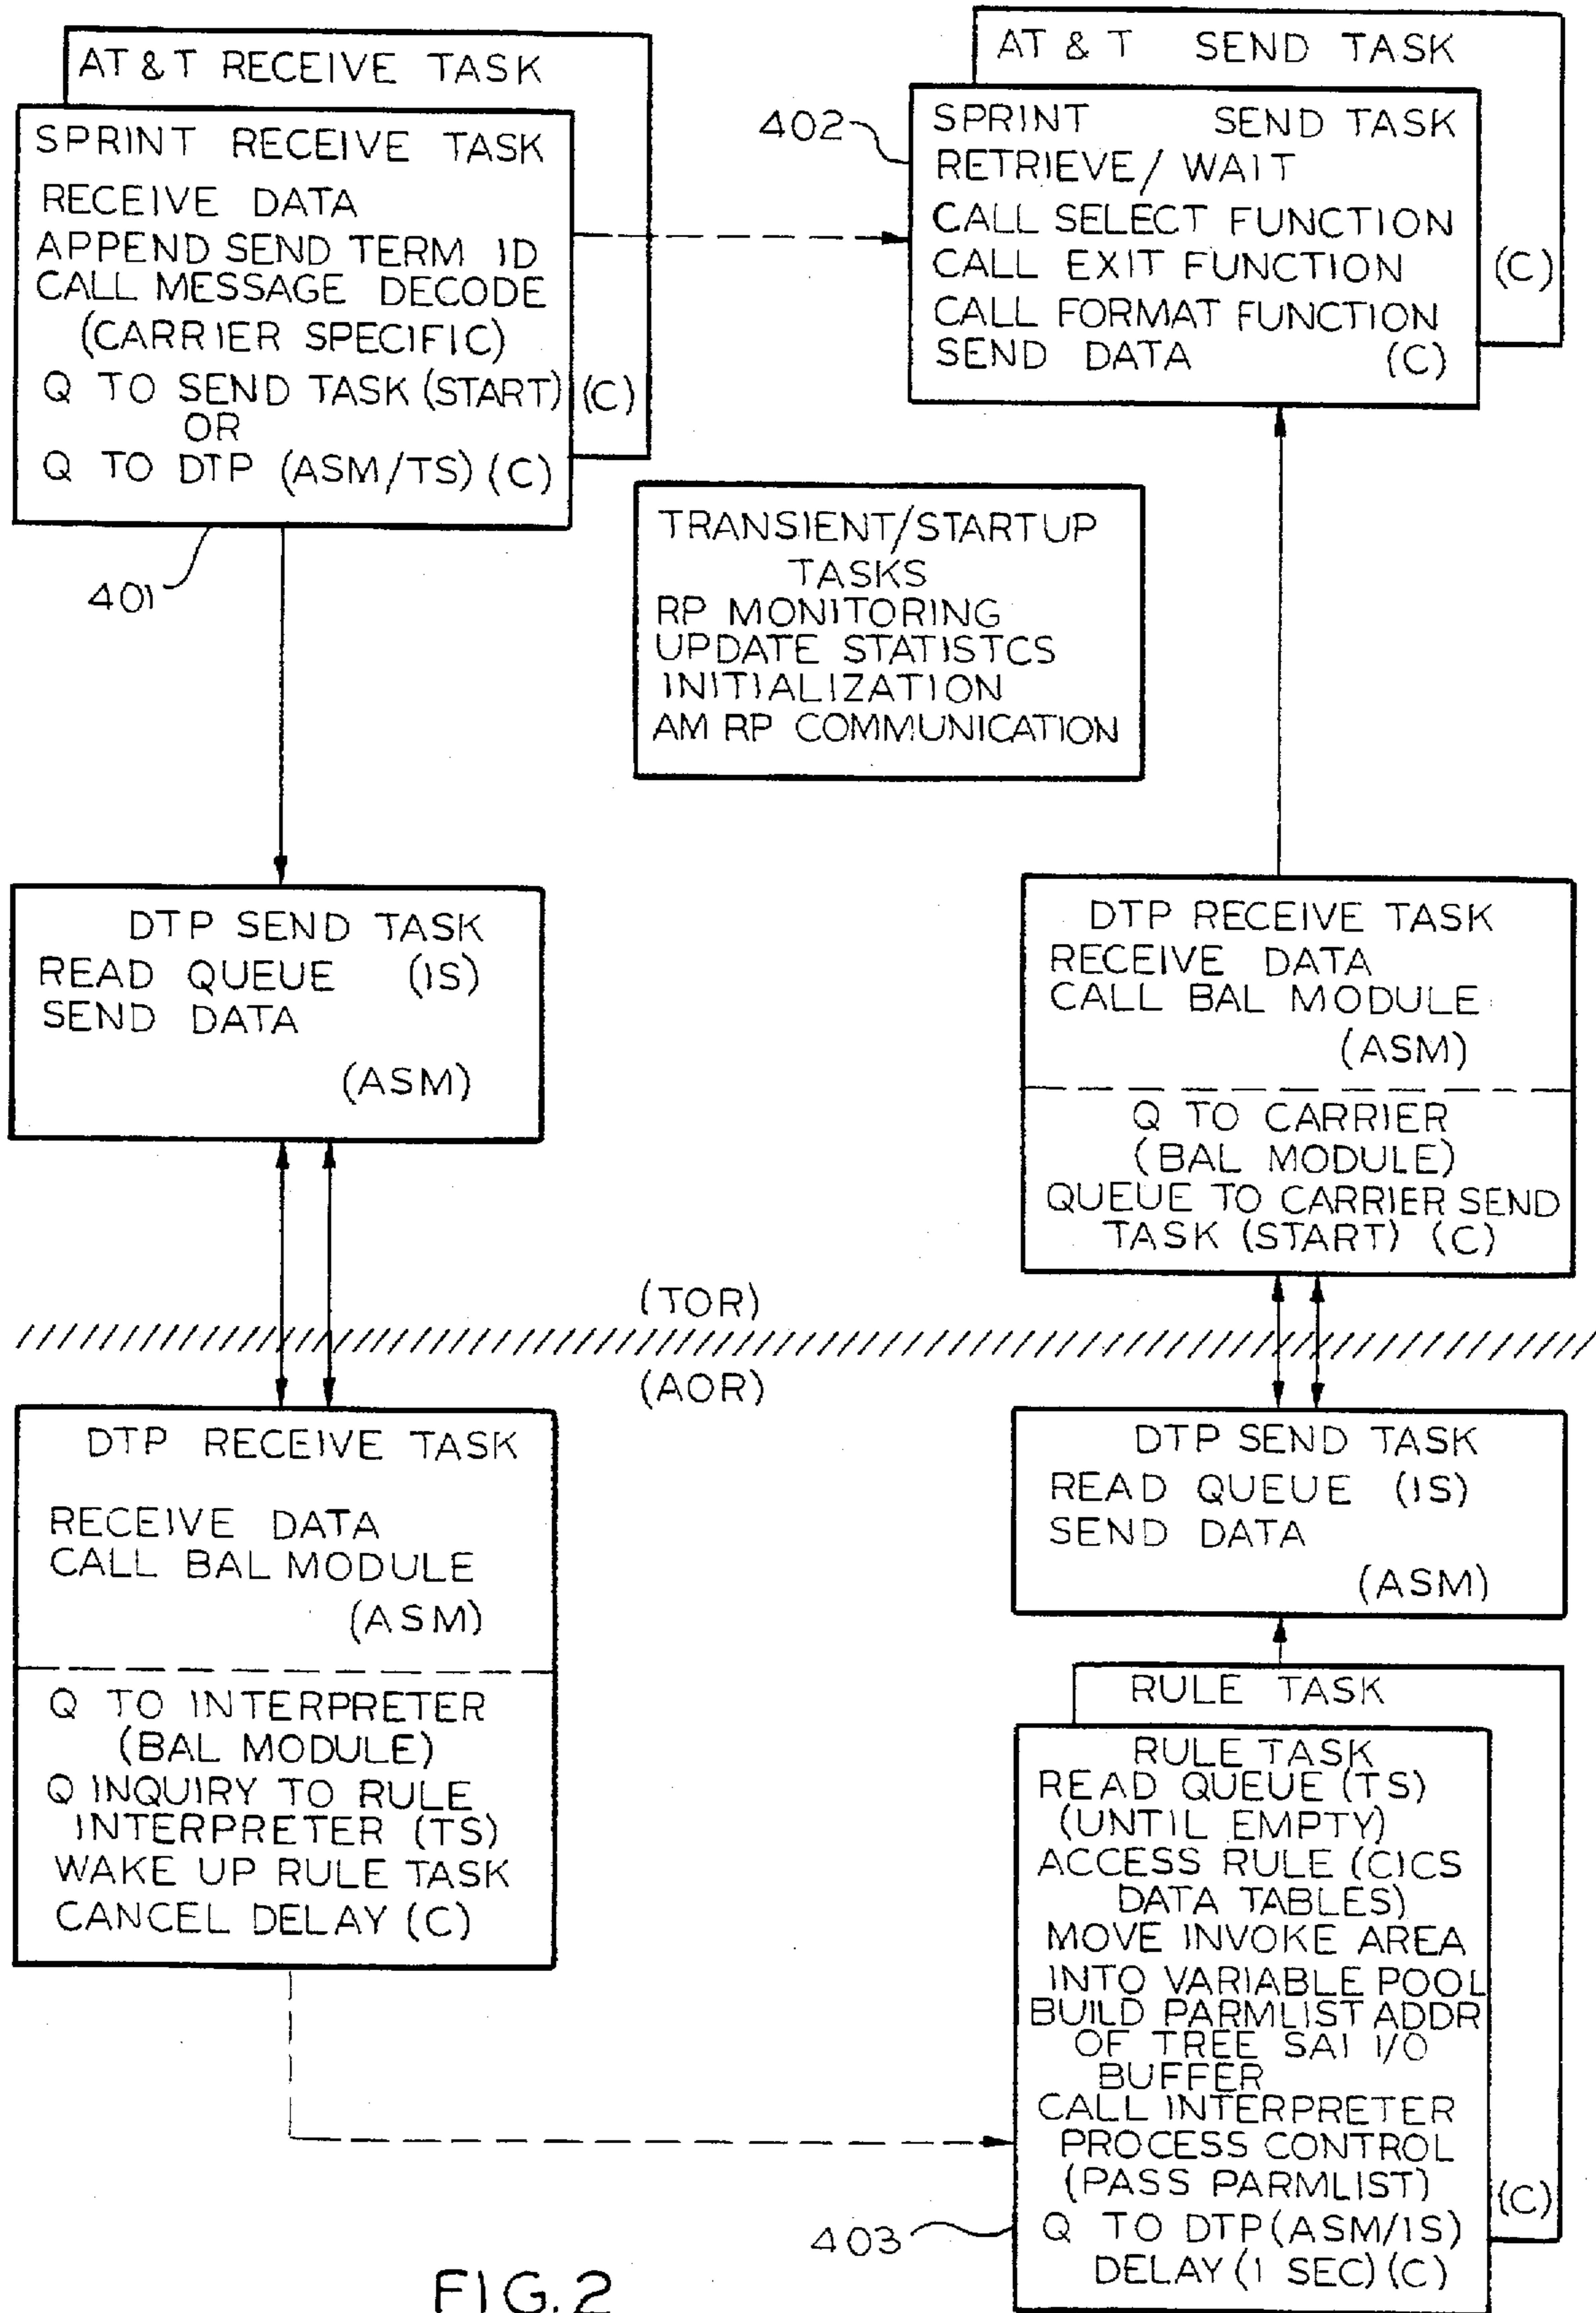 AT & T RECEIVE TASK
SPRINT RECEIVE TASK
RECEIVE DATA
APPEND SEND TERM ID
CALL MESSAGE DECODE
(CARRIER SPECIFIC)
Q TO SEND TASK (START) (C)
OR
Q TO DTP (ASM/TS) (C)
401
AT & T SEND TASK
402
SPRINT SEND TASK
RETRIEVE/ WAIT
CALL SELECT FUNCTION
CALL EXIT FUNCTION (C)
CALL FORMAT FUNCTION
SEND DATA (C)
TRANSIENT/STARTUP
TASKS
RP MONITORING
UPDATE STATISTCS
INITIALIZATION
AM RP COMMUNICATION
DTP SEND TASK
READ QUEUE (IS)
SEND DATA
(ASM)
DTP RECEIVE TASK
RECEIVE DATA
CALL BAL MODULE
(ASM)
Q TO CARRIER
(BAL MODULE)
QUEUE TO CARRIER SEND
TASK (START) (C)
(TOR)
(AOR)
DTP RECEIVE TASK
RECEIVE DATA
CALL BAL MODULE
(ASM)
Q TO INTERPRETER
(BAL MODULE)
Q INQUIRY TO RULE
INTERPRETER (TS)
WAKE UP RULE TASK
CANCEL DELAY (C)
DTP SEND TASK
READ QUEUE (IS)
SEND DATA
(ASM)
RULE TASK
RULE TASK
READ QUEUE (TS)
(UNTIL EMPTY)
ACCESS RULE (CICS
DATA TABLES)
MOVE INVOKE AREA
INTO VARIABLE POOL
BUILD PARMLIST ADDR
OF TREE SAI I/O
BUFFER
CALL INTERPRETER
PROCESS CONTROL
(PASS PARMLIST) (C)
403
Q TO DTP (ASM/IS)
DELAY (1 SEC) (C)
FIG. 2